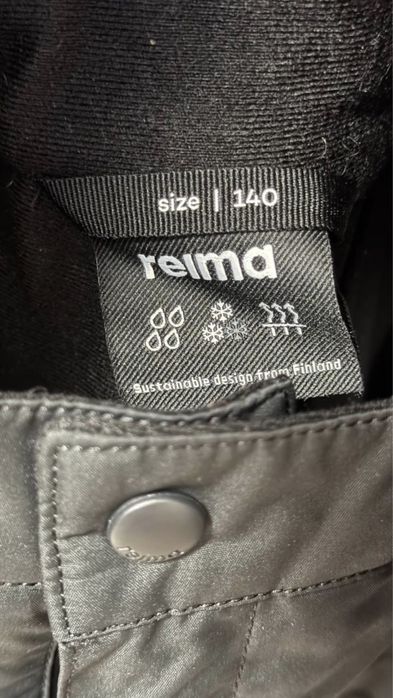 size | 140
reima
Sustainable design from Finland